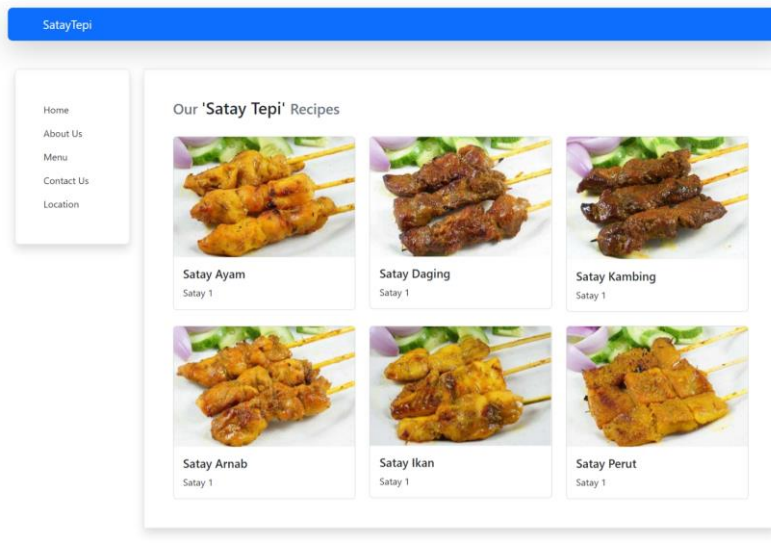 SatayTepi
Home
About Us
Menu
Contact Us
Location
Our 'Satay Tepi' Recipes
Satay Ayam
Satay 1
Satay Daging
Satay 1
Satay Kambing
Satay 1
Satay Arnab
Satay 1
Satay Ikan
Satay 1
Satay Perut
Satay 1